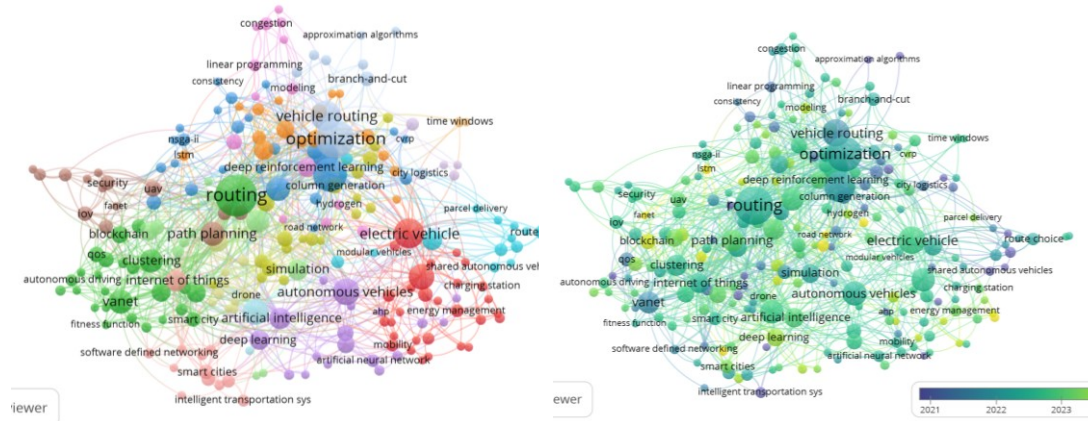 congestion
approximation algorithms
linear programming
consistency
modeling
branch-and-cut
vehicle routing
time windows
nsga-ii
optimization
cvrp
lstm
deep reinforcement learning
city logistics
security
uav
column generation
routing
iov
fanet
hydrogen
parcel delivery
blockchain
path planning
road network
electric vehicle
route
qos
modular vehicles
clustering
simulation
shared autonomous veh
autonomous driving
internet of things
charging station
vanet
drone
autonomous vehicles
fitness function
smart city
artificial intelligence
ahp
energy management
deep learning
mobility
software defined networking
artificial neural network
smart cities
intelligent transportation sys
viewer
congestion
approximation algorithms
linear programming
consistency
modeling
branch-and-cut
vehicle routing
time windows
nsga-ii
optimization
cvrp
lstm
deep reinforcement learning
city logistics
security
uav
column generation
iov
fanet
routing
hydrogen
parcel delivery
blockchain
path planning
road network
electric vehicle
route choice
qos
modular vehicles
clustering
simulation
shared autonomous vehicles
autonomous driving
internet of things
charging station
vanet
drone
autonomous vehicles
fitness function
smart city
artificial intelligence
ahp
energy management
deep learning
mobility
software defined networking
artificial neural network
smart cities
intelligent transportation sys
ewer
2021 2022 2023